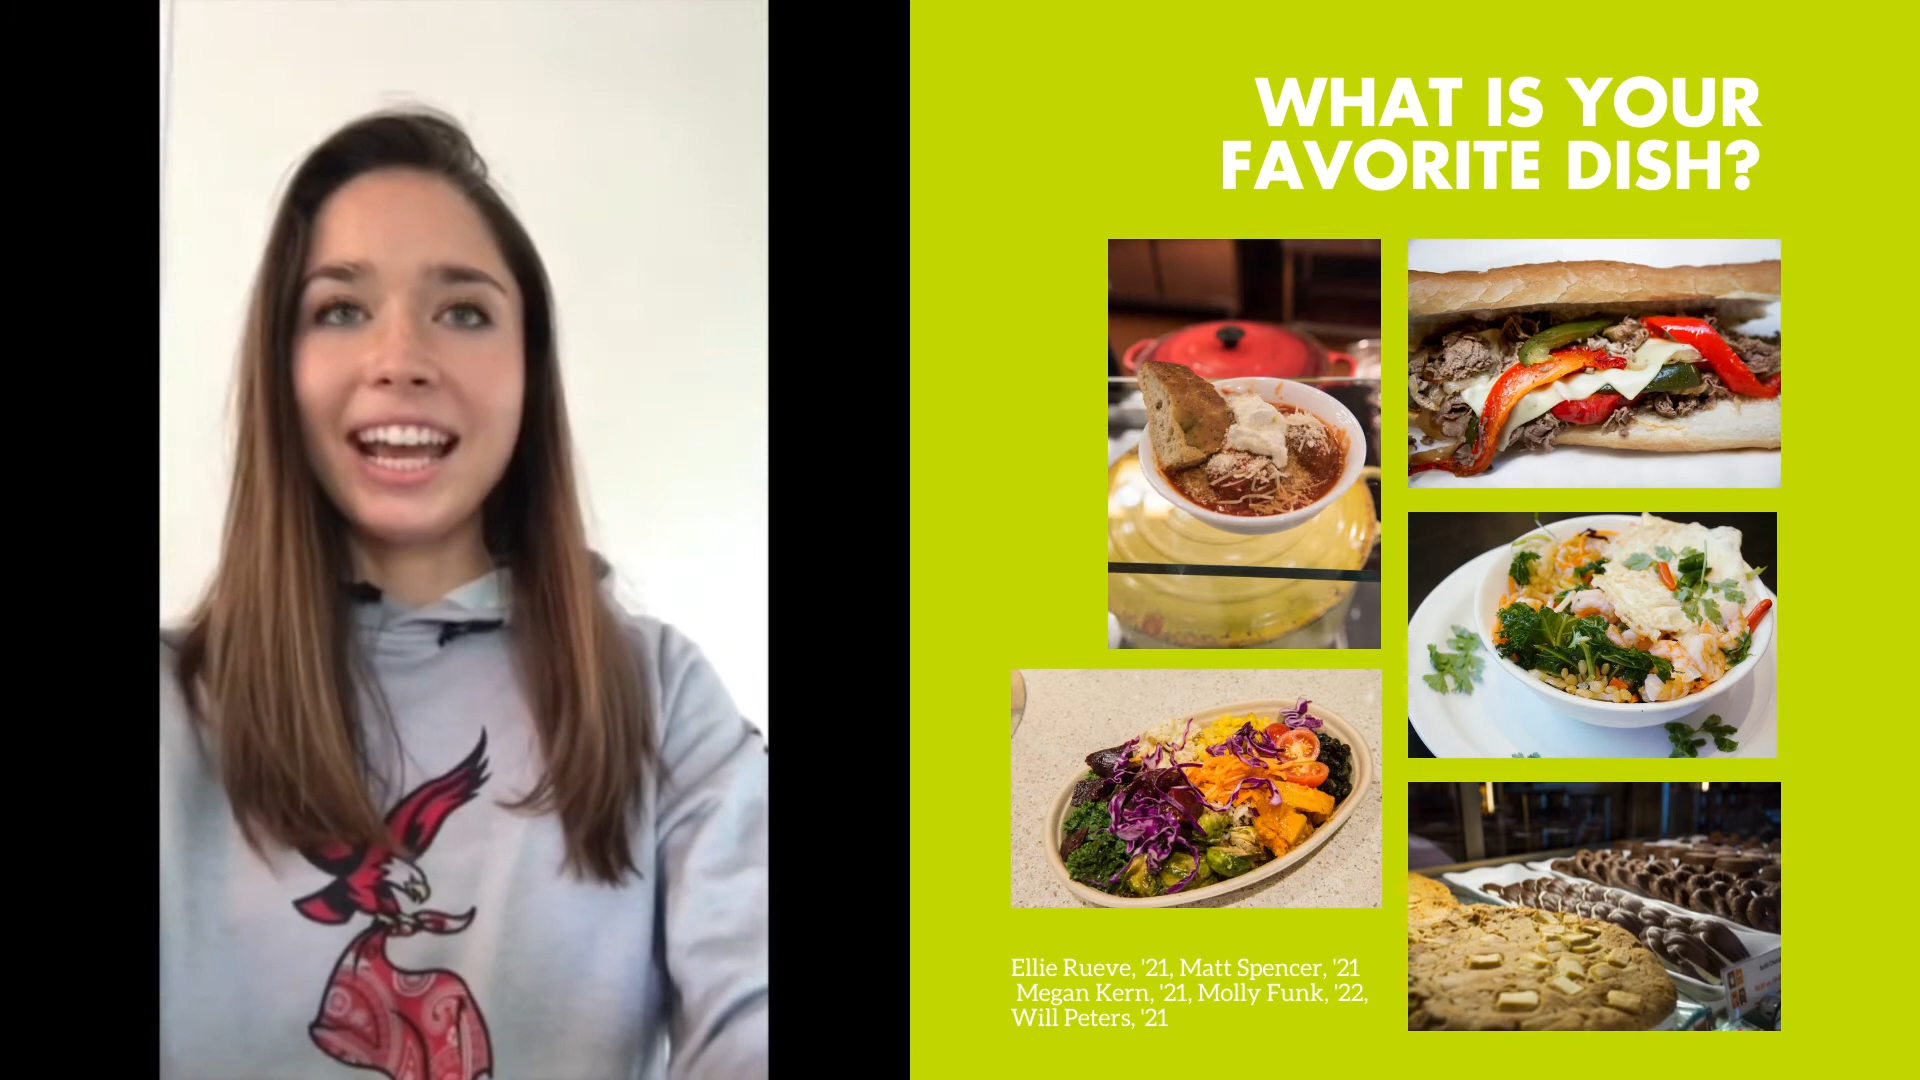 WHAT IS YOUR
FAVORITE DISH?
Ellie Rueve, '21, Matt Spencer, '21
Megan Kern, '21, Molly Funk, '22,
Will Peters, '21